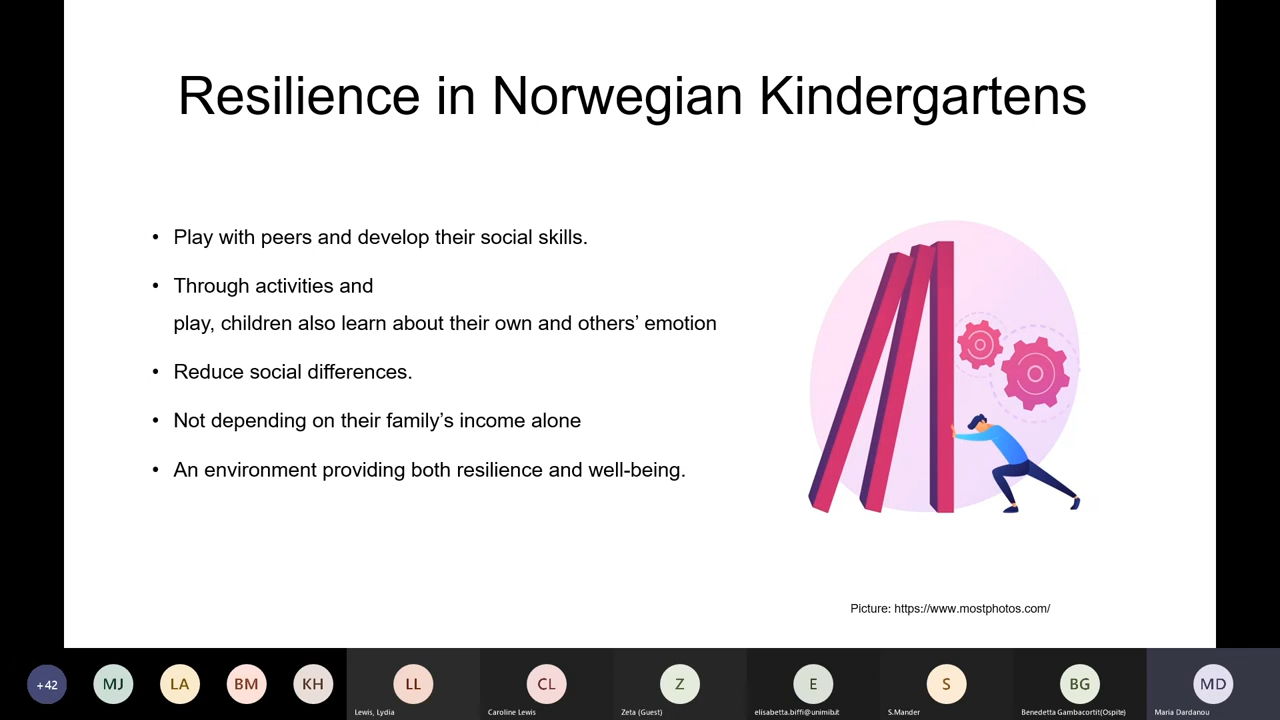 Resilience in Norwegian Kindergartens
• Play with peers and develop their social skills.
• Through activities and
play, children also learn about their own and others’ emotion
• Reduce social differences.
• Not depending on their family’s income alone
• An environment providing both resilience and well-being.
Picture: https://www.mostphotos.com/
+42 MJ LA BM KH LL CL Z E S BG MD
Lewis, Lydia Caroline Lewis Zeta (Guest) elisabetta.biffi@unimib.it S.Mander Benedetta Gambacorti(Ospite) Maria Dardanou